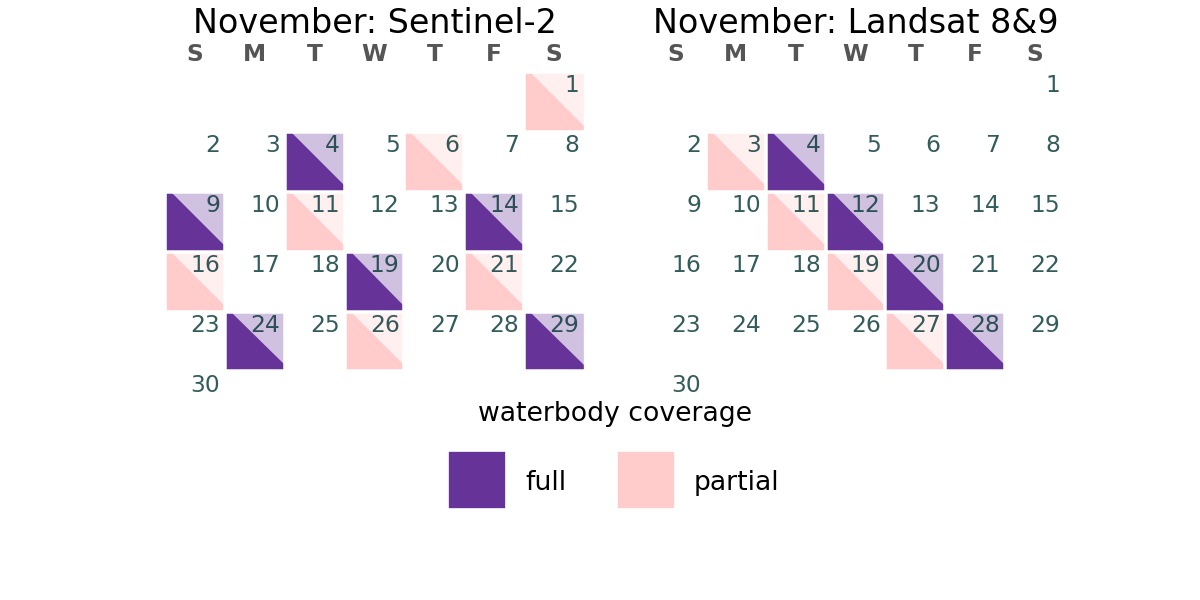 November: Sentinel-2
S M T W T F S
1
2 3 4 5 6 7 8
9 10 11 12 13 14 15
16 17 18 19 20 21 22
23 24 25 26 27 28 29
30
November: Landsat 8&9
S M T W T F S
1
2 3 4 5 6 7 8
9 10 11 12 13 14 15
16 17 18 19 20 21 22
23 24 25 26 27 28 29
30
waterbody coverage
full partial